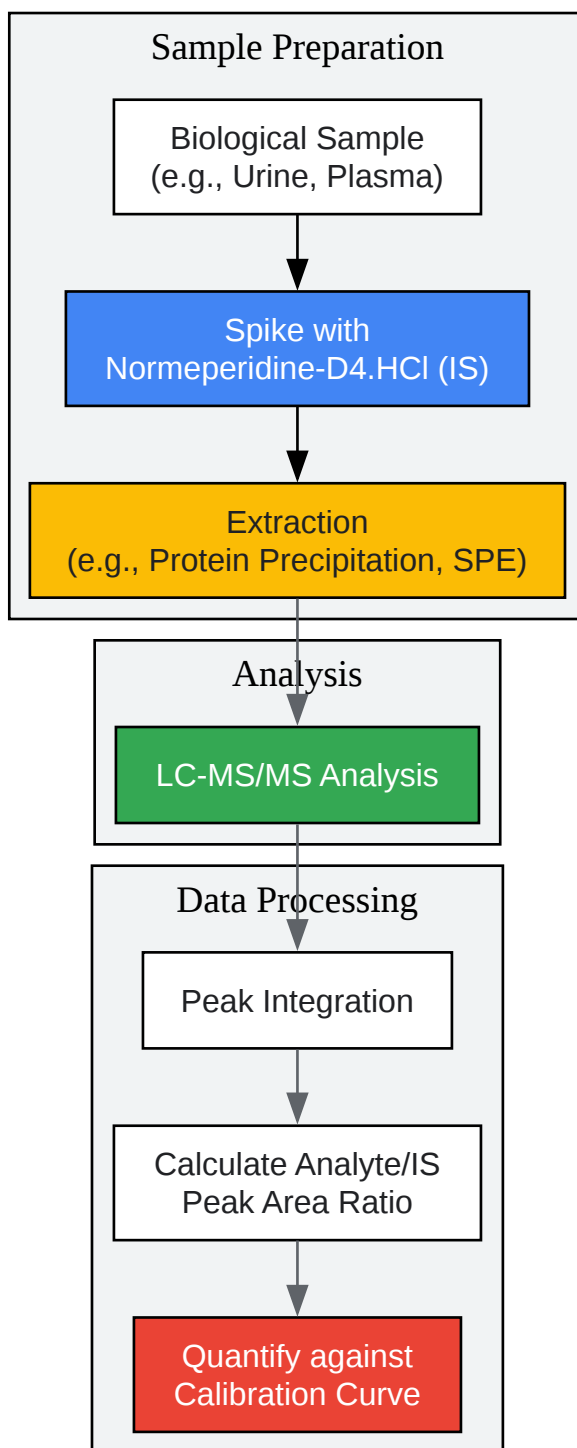 Sample Preparation
Biological Sample
(e.g., Urine, Plasma)
Spike with
Normeperidine-D4.HCl (IS)
Extraction
(e.g., Protein Precipitation, SPE)
Analysis
LC-MS/MS Analysis
Data Processing
Peak Integration
Calculate Analyte/IS
Peak Area Ratio
Quantify against
Calibration Curve